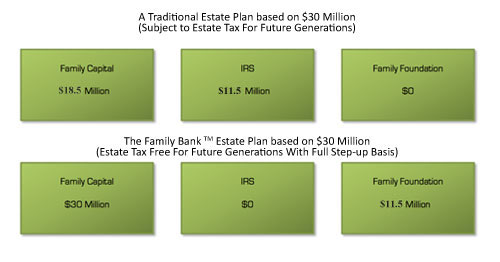 A Traditional Estate Plan based on $30 Million
(Subject to Estate Tax For Future Generations)
Family Capital
$18.5 Million
IRS
$11.5 Million
Family Foundation
$0
The Family Bank™ Estate Plan based on $30 Million
(Estate Tax Free For Future Generations With Full Step-up Basis)
Family Capital
$30 Million
IRS
$0
Family Foundation
$11.5 Million